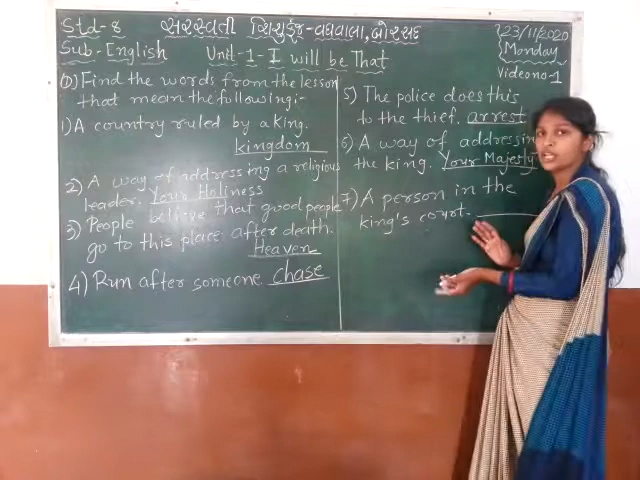 Std-8 સરસ્વતી શિશુકુંજ-વઘવાલા, બોરસદ
23/11/2020
Sub-English Unit-1-I will be That
Monday
Video no-1
(D) Find the words from the lesson
that mean the following:-
1) A country ruled by a King.
kingdom
2) A way of addressing a religious
leader. Your Holiness
3) People believe that good people
go to this place after death.
Heaven
4) Run after someone. chase
5) The police does this
to the thief. arrest
6) A way of addressin
the king. Your Majesty
7) A person in the
king's court.